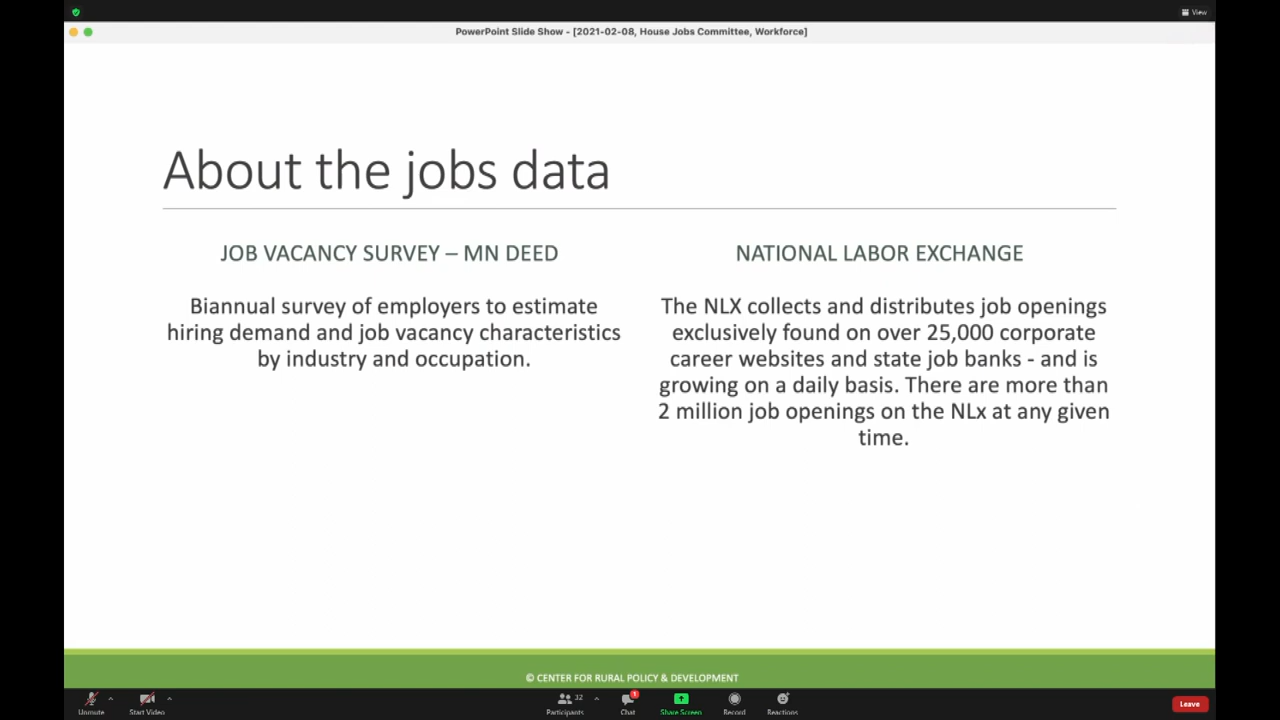 View
PowerPoint Slide Show - [2021-02-08, House Jobs Committee, Workforce]
About the jobs data
JOB VACANCY SURVEY – MN DEED
Biannual survey of employers to estimate
hiring demand and job vacancy characteristics
by industry and occupation.
NATIONAL LABOR EXCHANGE
The NLX collects and distributes job openings
exclusively found on over 25,000 corporate
career websites and state job banks - and is
growing on a daily basis. There are more than
2 million job openings on the NLx at any given
time.
© CENTER FOR RURAL POLICY & DEVELOPMENT
Unmute
Start Video
32
Participants
1
Chat
Share Screen
Record
Reactions
Leave